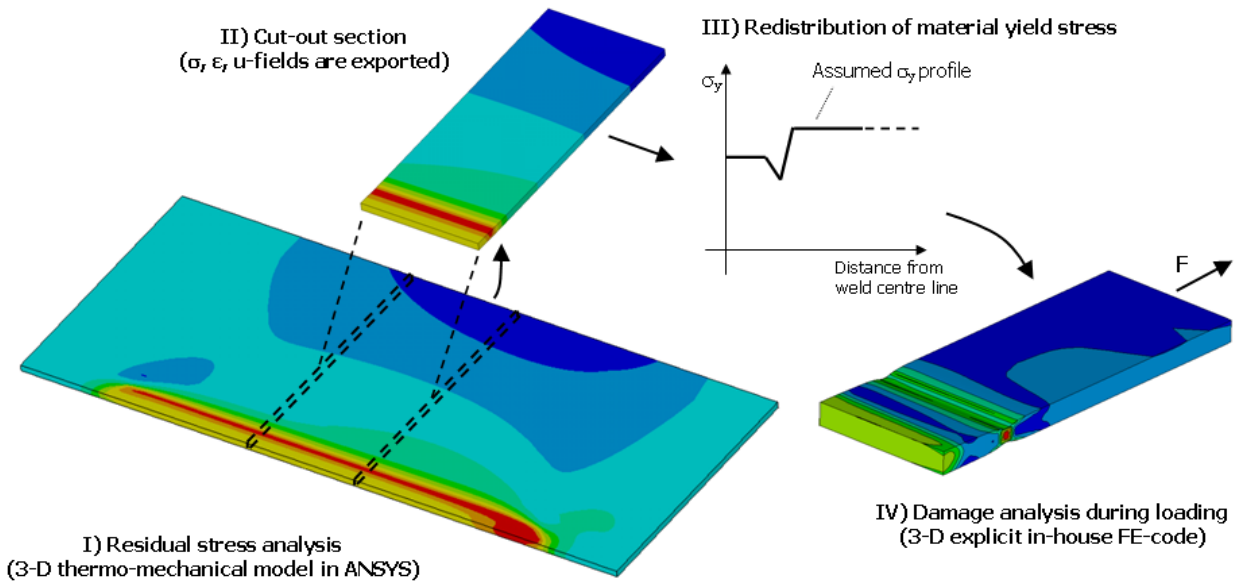 II) Cut-out section
(σ, ε, u-fields are exported)
III) Redistribution of material yield stress
σy
Assumed σy profile
Distance from
weld centre line
F
I) Residual stress analysis
(3-D thermo-mechanical model in ANSYS)
IV) Damage analysis during loading
(3-D explicit in-house FE-code)